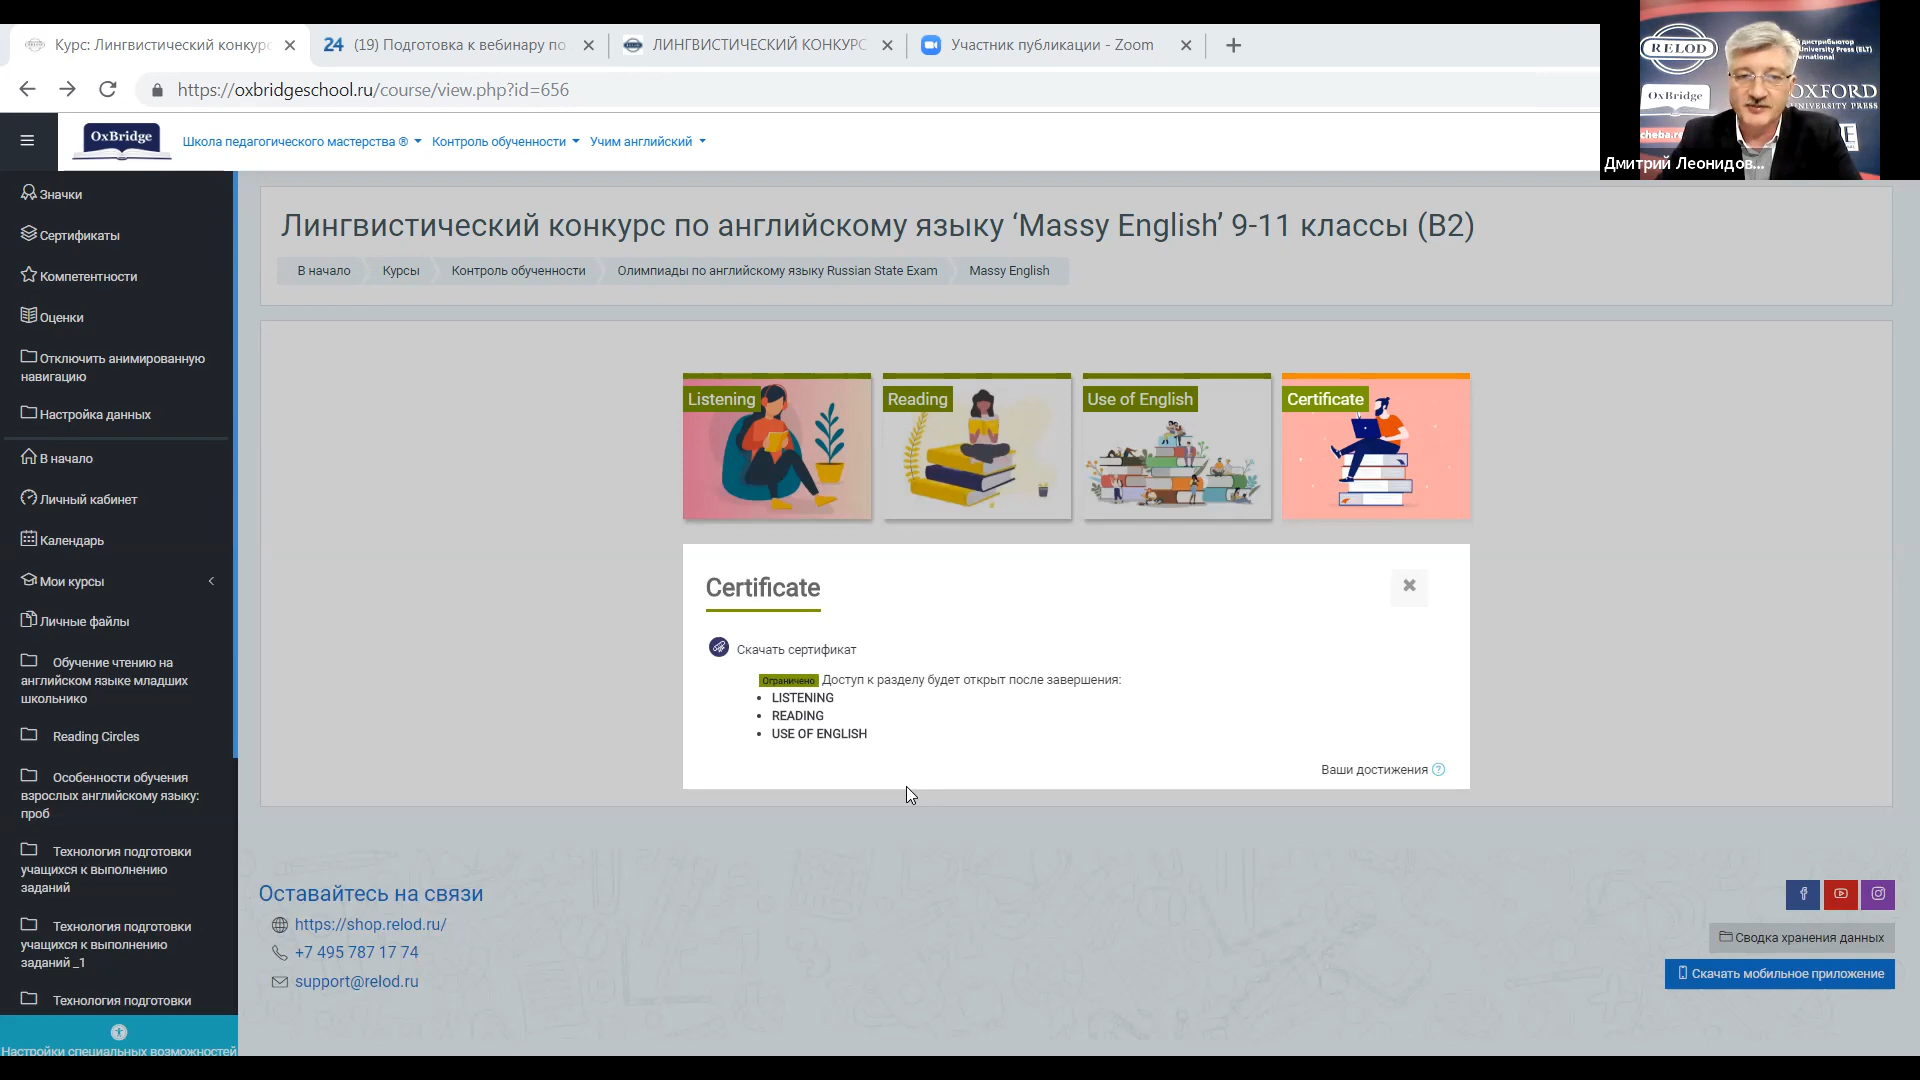 Курс: Лингвистический конкурс
24 (19) Подготовка к вебинару по
ЛИНГВИСТИЧЕСКИЙ КОНКУРС
Участник публикации - Zoom
https://oxbridgeschool.ru/course/view.php?id=656
OxBridge
Школа педагогического мастерства ®
Контроль обученности
Учим английский
RELOD
дистрибьютор
University Press (ELT)
OxBridge
OXFORD
UNIVERSITY PRESS
Дмитрий Леонидов...
Значки
Сертификаты
Компетентности
Оценки
Отключить анимированную
навигацию
Настройка данных
В начало
Личный кабинет
Календарь
Мои курсы
Личные файлы
Обучение чтению на
английском языке младших
школьнико
Reading Circles
Особенности обучения
взрослых английскому языку:
проб
Технология подготовки
учащихся к выполнению
заданий
Технология подготовки
учащихся к выполнению
заданий _1
Технология подготовки
Настройки специальных возможностей
Лингвистический конкурс по английскому языку ‘Massy English’ 9-11 классы (B2)
В начало
Курсы
Контроль обученности
Олимпиады по английскому языку Russian State Exam
Massy English
Listening
Reading
Use of English
Certificate
Certificate
Скачать сертификат
Ограничено Доступ к разделу будет открыт после завершения:
• LISTENING
• READING
• USE OF ENGLISH
Ваши достижения
Оставайтесь на связи
https://shop.relod.ru/
+7 495 787 17 74
support@relod.ru
Сводка хранения данных
Скачать мобильное приложение